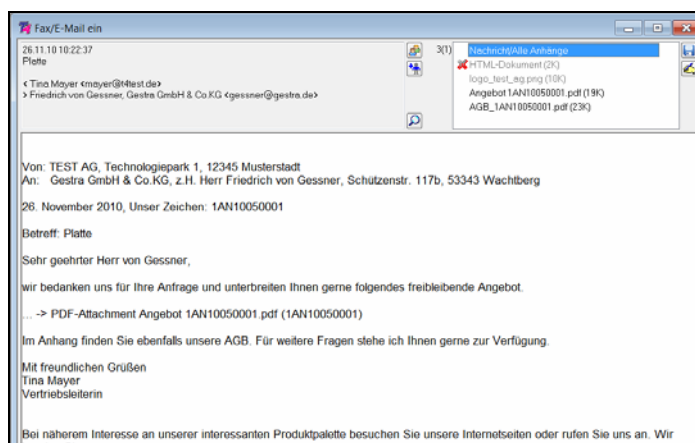 Fax/E-Mail ein
26.11.10 10:22:37
Platte
< Tina Mayer <mayer@t4test.de>
> Friedrich von Gessner, Gestra GmbH & Co.KG <gessner@gestra.de>
3(1)
Nachricht/Alle Anhänge
HTML-Dokument (2K)
logo_test_ag.png (10K)
Angebot 1AN10050001.pdf (19K)
AGB_1AN10050001.pdf (23K)
Von: TEST AG, Technologiepark 1, 12345 Musterstadt
An: Gestra GmbH & Co.KG, z.H. Herr Friedrich von Gessner, Schützenstr. 117b, 53343 Wachtberg
26. November 2010, Unser Zeichen: 1AN10050001
Betreff: Platte
Sehr geehrter Herr von Gessner,
wir bedanken uns für Ihre Anfrage und unterbreiten Ihnen gerne folgendes freibleibende Angebot.
... -> PDF-Attachment Angebot 1AN10050001.pdf (1AN10050001)
Im Anhang finden Sie ebenfalls unsere AGB. Für weitere Fragen stehe ich Ihnen gerne zur Verfügung.
Mit freundlichen Grüßen
Tina Mayer
Vertriebsleiterin
Bei näherem Interesse an unserer interessanten Produktpalette besuchen Sie unsere Internetseiten oder rufen Sie uns an. Wir